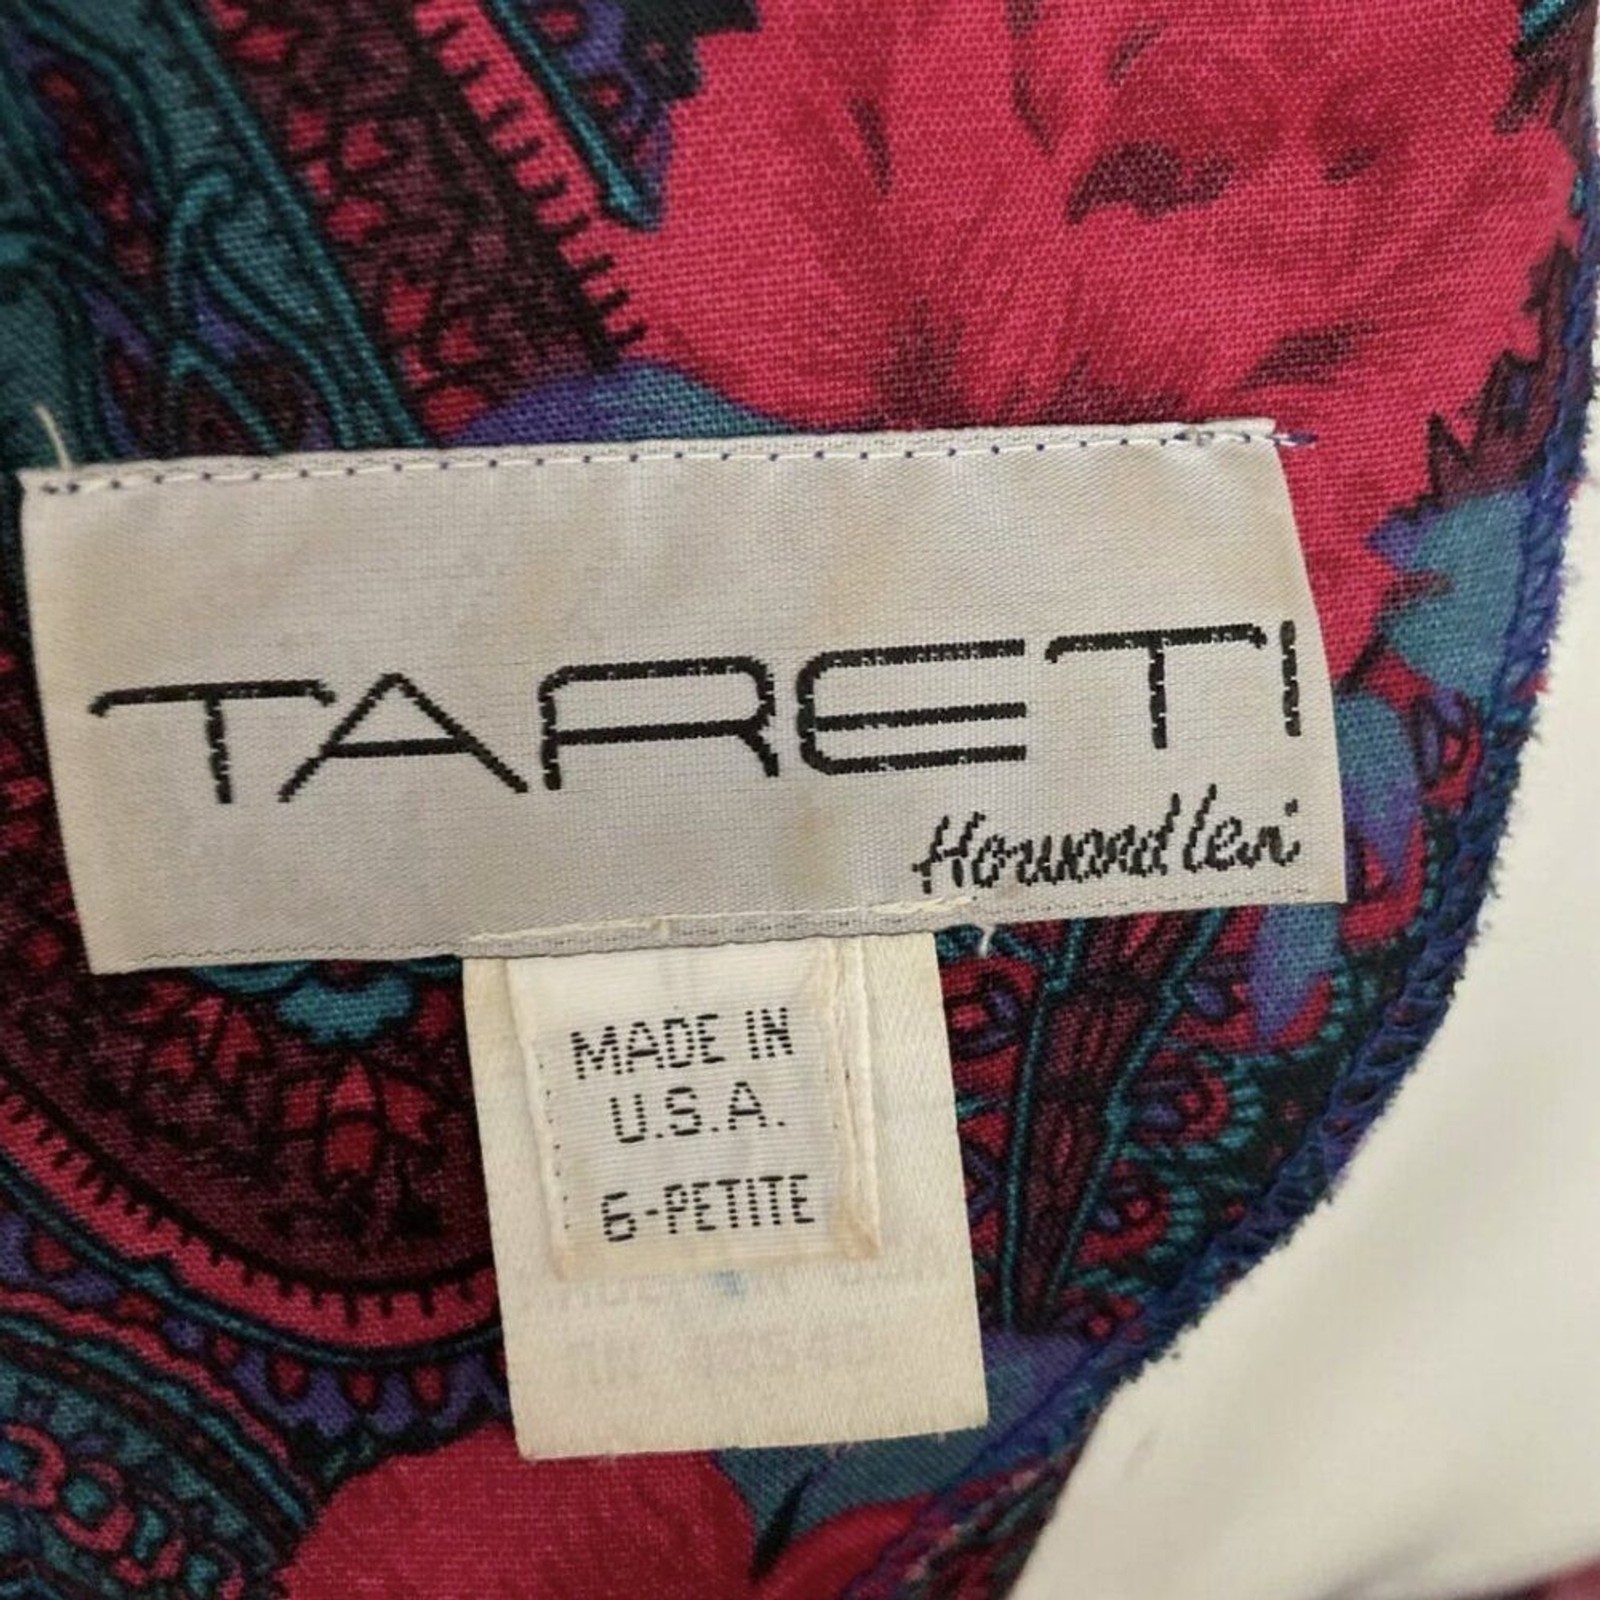 TARETI
Howard Levi
MADE IN
U.S.A.
6-PETITE